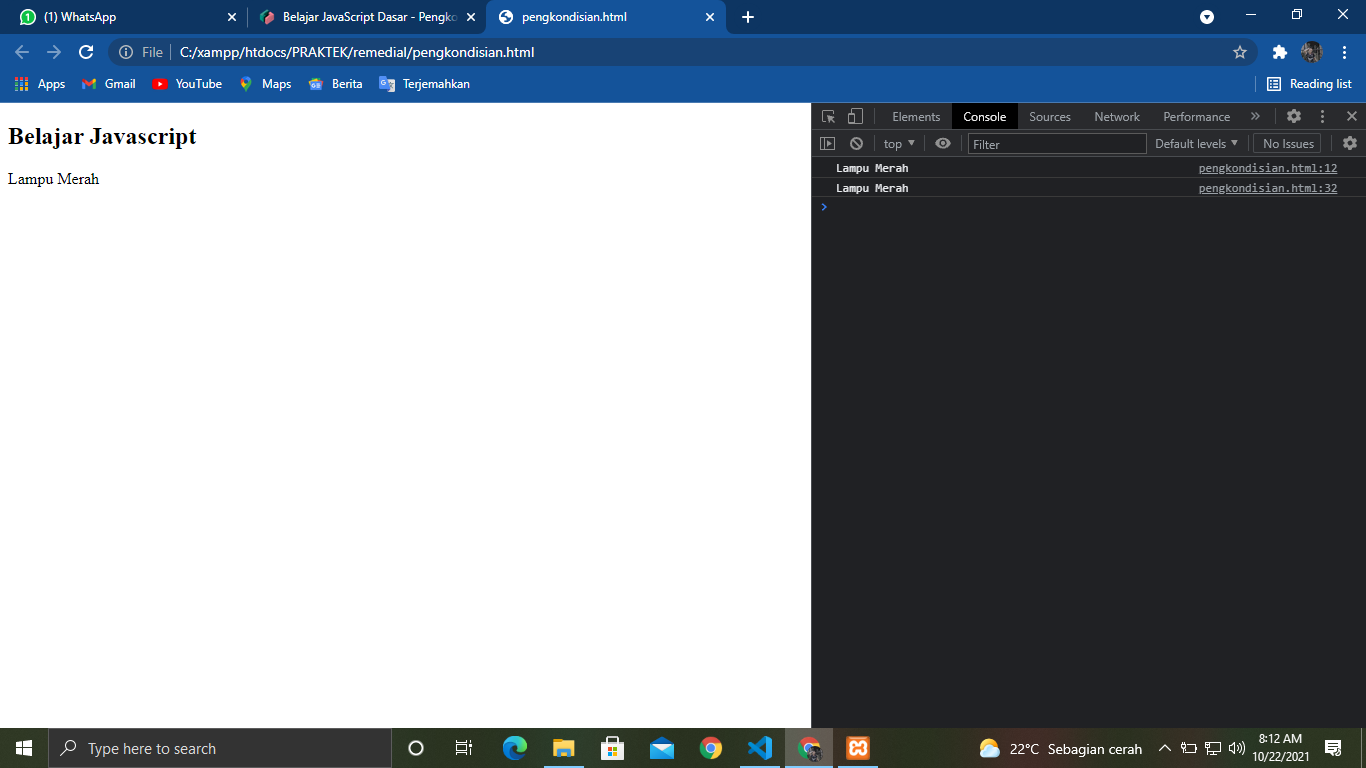 1 (1) WhatsApp
Belajar JavaScript Dasar - Pengko
pengkondisian.html
File C:/xampp/htdocs/PRAKTEK/remedial/pengkondisian.html
Apps Gmail YouTube Maps Berita Terjemahkan Reading list
Belajar Javascript
Lampu Merah
Elements Console Sources Network Performance
top Filter Default levels No Issues
Lampu Merah pengkondisian.html:12
Lampu Merah pengkondisian.html:32
Type here to search
22°C Sebagian cerah
8:12 AM
10/22/2021